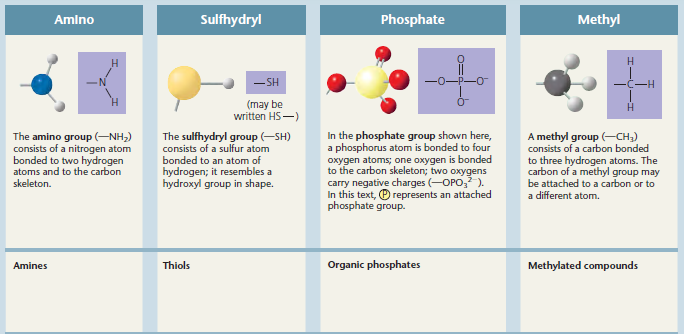 Amino
Sulfhydryl
Phosphate
Methyl
H
—N
H
—SH
(may be
written HS—)
O
—O—P—O⁻
O⁻
H
—C—H
H
The amino group (—NH₂)
consists of a nitrogen atom
bonded to two hydrogen
atoms and to the carbon
skeleton.
The sulfhydryl group (—SH)
consists of a sulfur atom
bonded to an atom of
hydrogen; it resembles a
hydroxyl group in shape.
In the phosphate group shown here,
a phosphorus atom is bonded to four
oxygen atoms; one oxygen is bonded
to the carbon skeleton; two oxygens
carry negative charges (—OPO₃²⁻).
In this text, Ⓟ represents an attached
phosphate group.
A methyl group (—CH₃)
consists of a carbon bonded
to three hydrogen atoms. The
carbon of a methyl group may
be attached to a carbon or to
a different atom.
Amines
Thiols
Organic phosphates
Methylated compounds